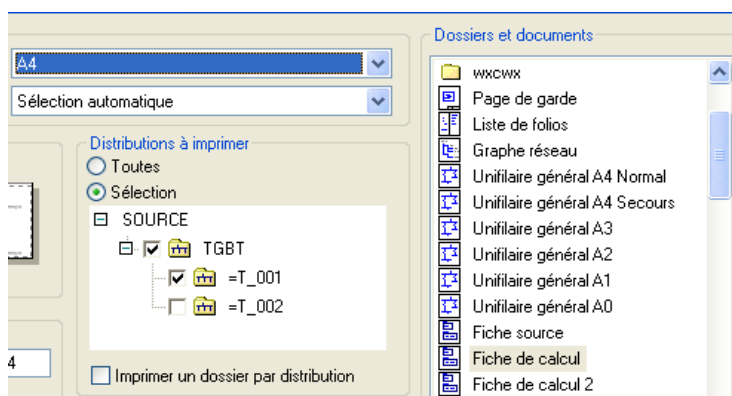 A4
Sélection automatique
Distributions à imprimer
Toutes
Sélection
SOURCE
TGBT
=T_001
=T_002
4
Imprimer un dossier par distribution
Dossiers et documents
wxcwx
Page de garde
Liste de folios
Graphe réseau
Unifilaire général A4 Normal
Unifilaire général A4 Secours
Unifilaire général A3
Unifilaire général A2
Unifilaire général A1
Unifilaire général A0
Fiche source
Fiche de calcul
Fiche de calcul 2